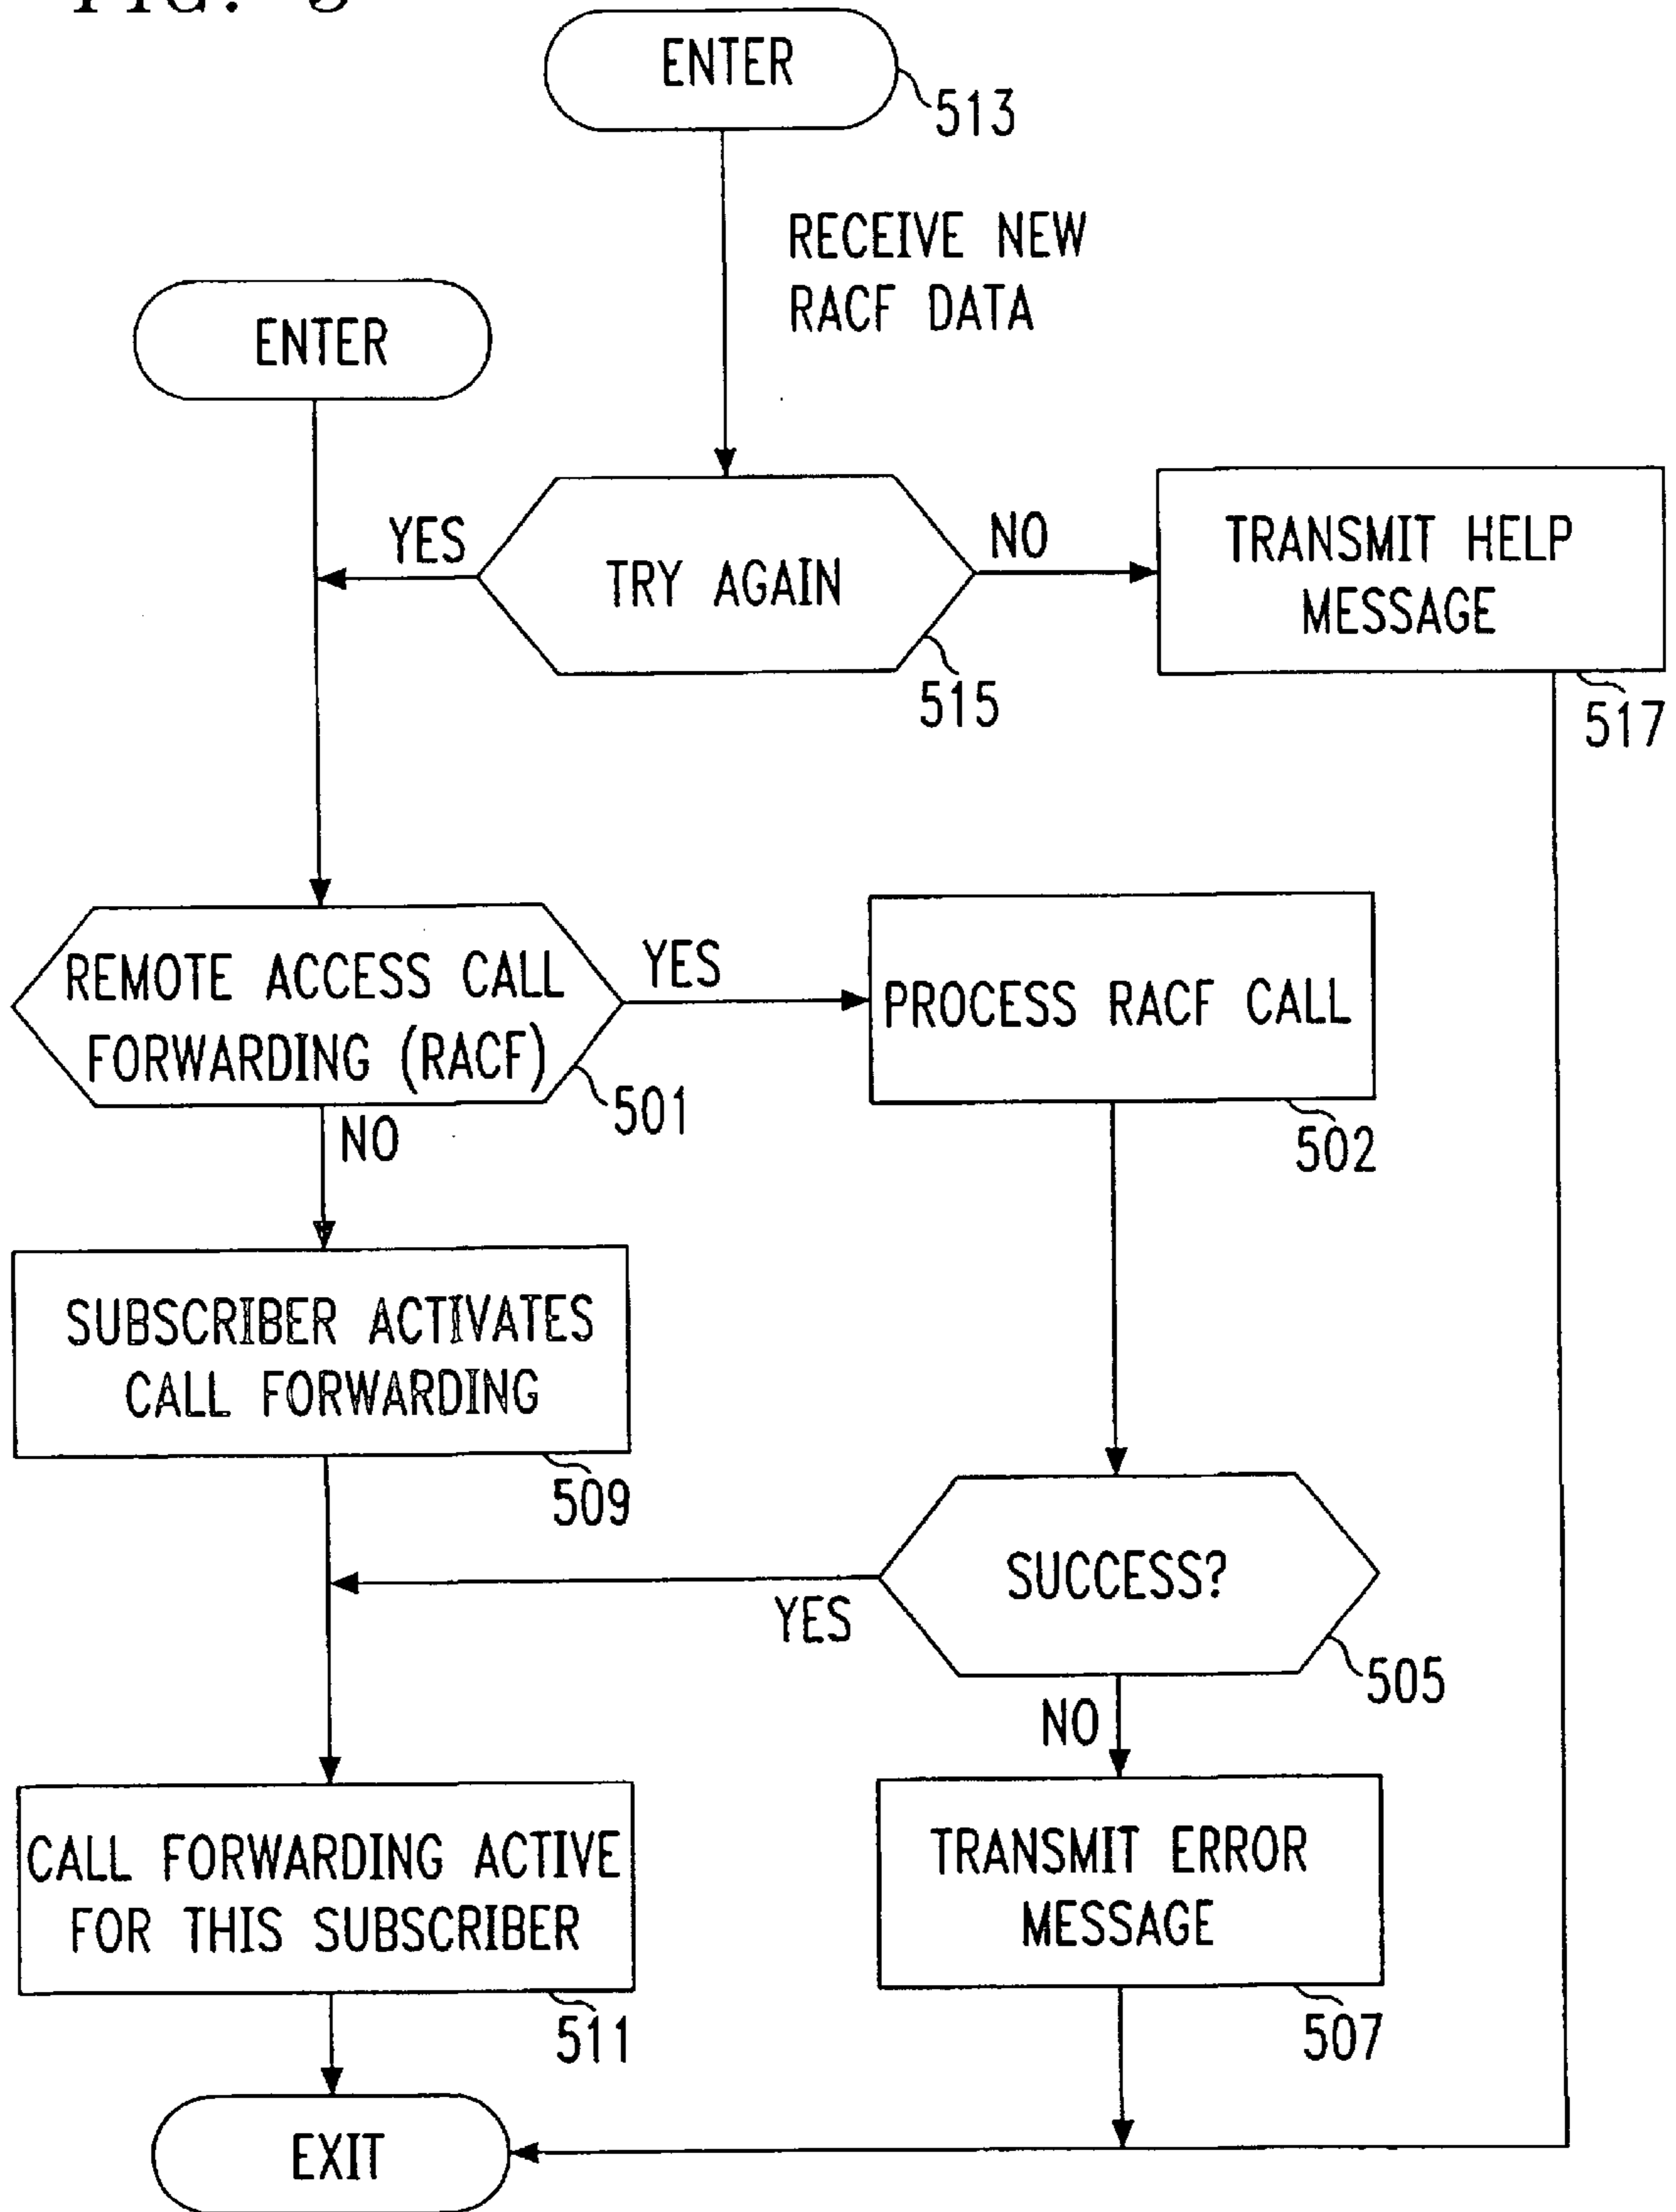 FIG. 5
ENTER
513
RECEIVE NEW
RACF DATA
ENTER
YES
TRY AGAIN
NO
515
TRANSMIT HELP
MESSAGE
517
REMOTE ACCESS CALL
FORWARDING (RACF)
501
YES
PROCESS RACF CALL
502
NO
SUBSCRIBER ACTIVATES
CALL FORWARDING
509
SUCCESS?
YES
505
NO
CALL FORWARDING ACTIVE
FOR THIS SUBSCRIBER
511
TRANSMIT ERROR
MESSAGE
507
EXIT